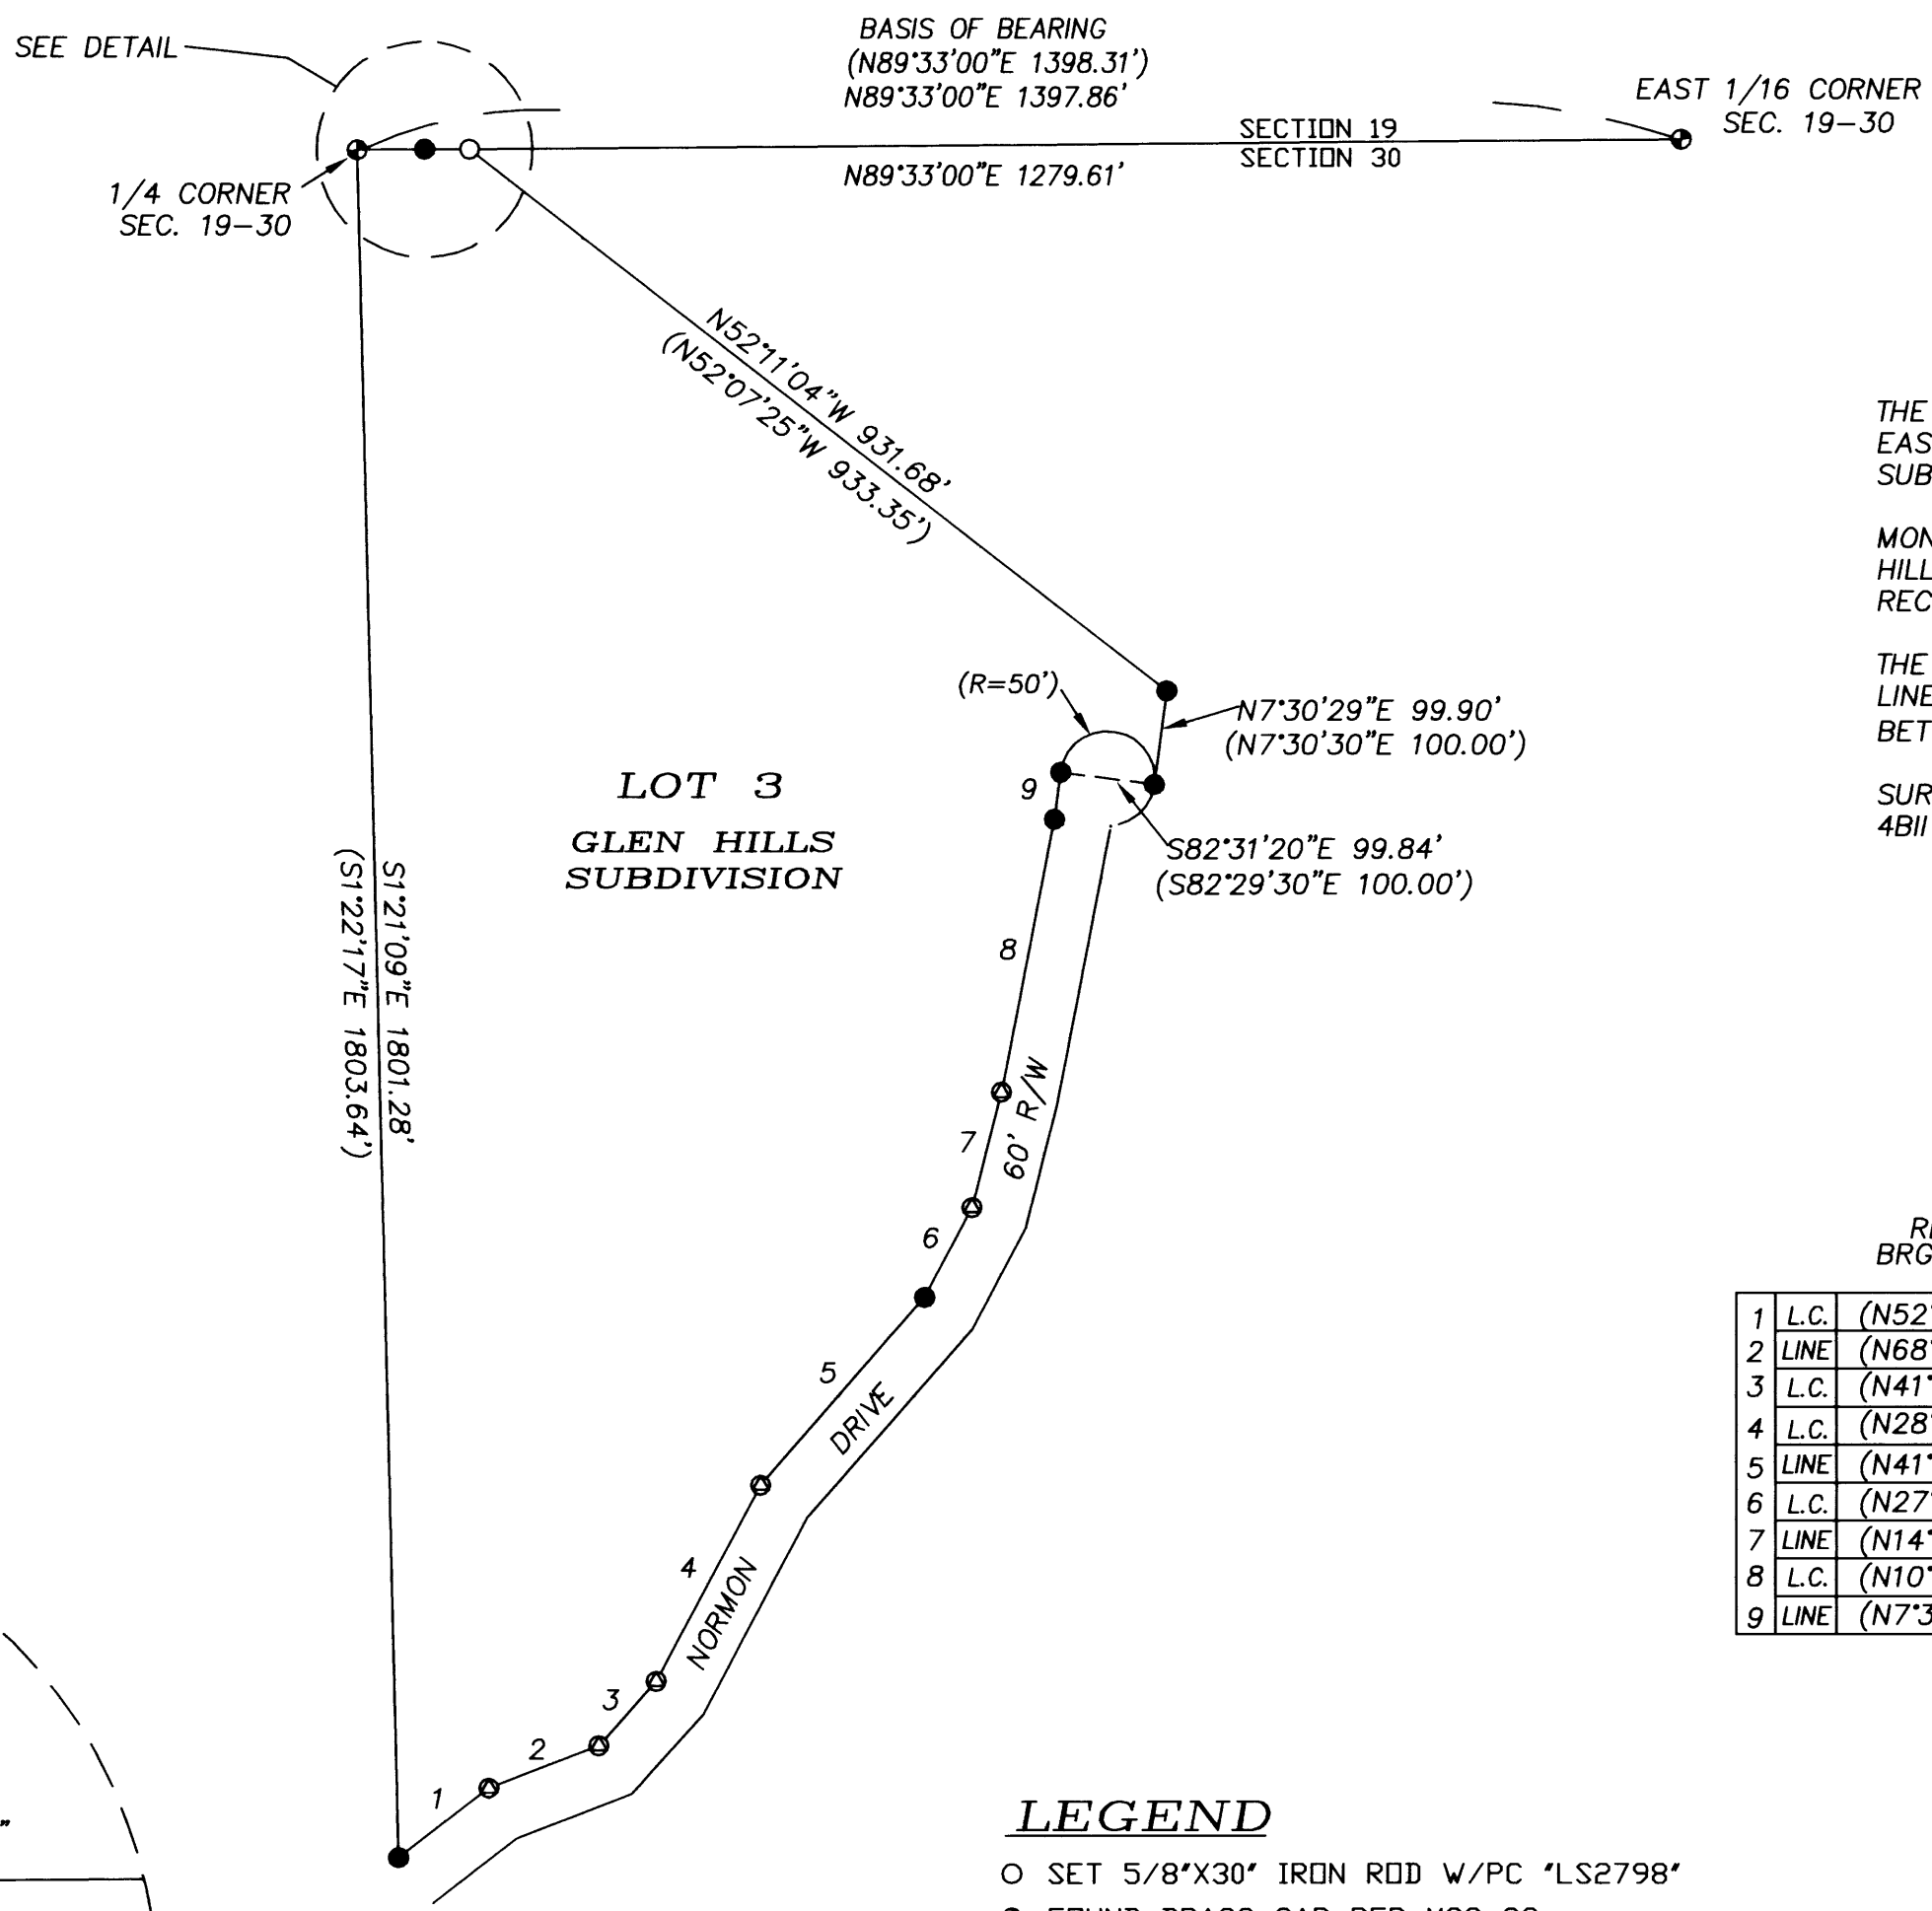 SEE DETAIL
BASIS OF BEARING
(N89°33'00"E 1398.31')
N89°33'00"E 1397.86'
EAST 1/16 CORNER
SEC. 19-30
SECTION 19
SECTION 30
N89°33'00"E 1279.61'
1/4 CORNER
SEC. 19-30
N52°11'04"W 931.68'
(N52°07'25"W 933.35')
THE
EAS
SUB
MON
HILL
REC
THE
LINE
BET
SUR
4BII
(R=50')
N7°30'29"E 99.90'
(N7°30'30"E 100.00')
LOT 3
GLEN HILLS
SUBDIVISION
9
S82°31'20"E 99.84'
(S82°29'30"E 100.00')
S1°21'09"E 1801.28'
(S1°22'17"E 1803.64')
8
60' R/W
7
6
5
DRIVE
4
NORMON
3
2
1
BRG
1 L.C. (N52°
2 LINE (N68°
3 L.C. (N41°
4 L.C. (N28°
5 LINE (N41°
6 L.C. (N27°
7 LINE (N14°
8 L.C. (N10°
9 LINE (N7°3
"
LEGEND
SET 5/8"X30" IRON ROD W/PC "LS2798"